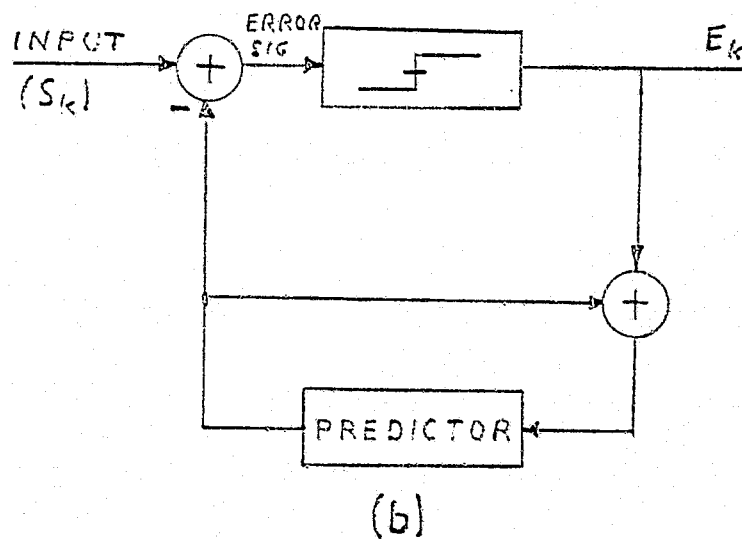 INPUT
(Sk)
+
-
ERROR
SIG
Ek
+
PREDICTOR
(b)